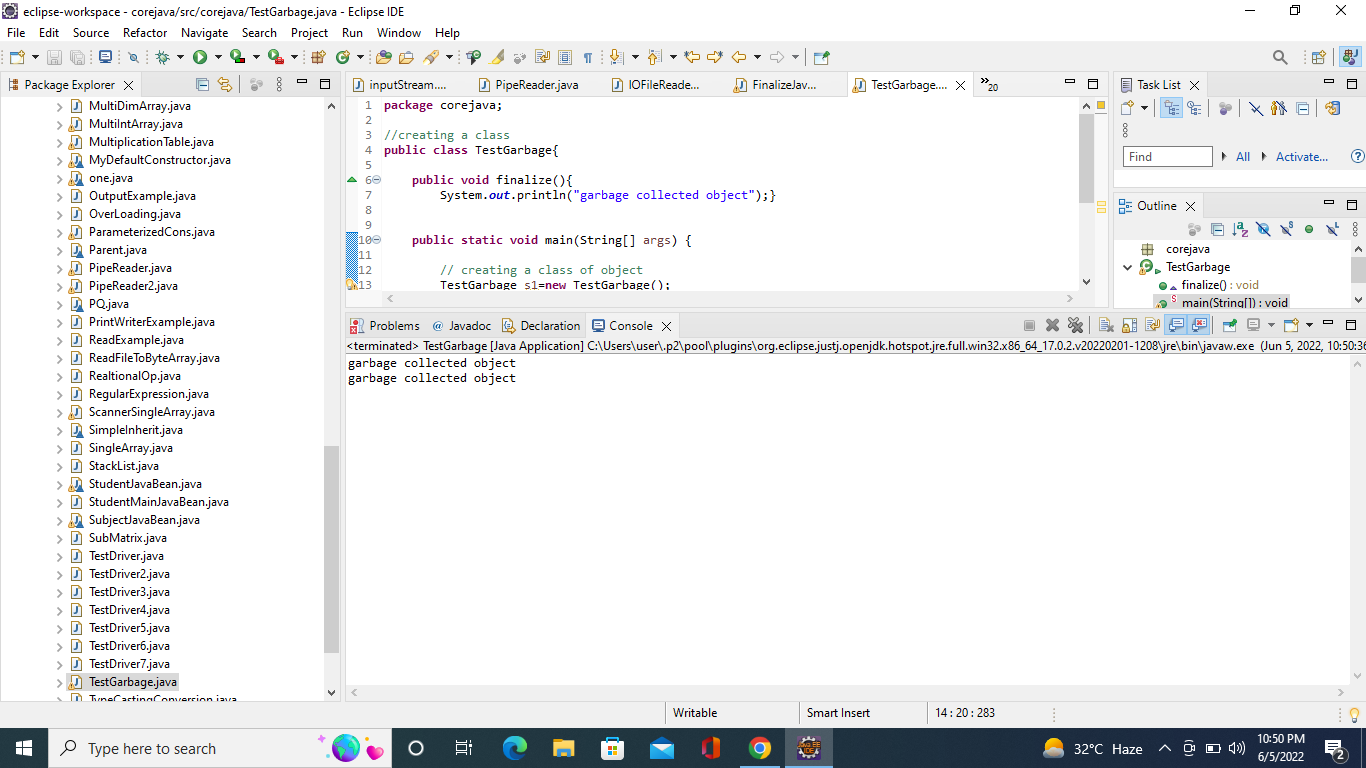 eclipse-workspace - corejava/src/corejava/TestGarbage.java - Eclipse IDE
File Edit Source Refactor Navigate Search Project Run Window Help
Package Explorer
MultiDimArray.java
MultiIntArray.java
MultiplicationTable.java
MyDefaultConstructor.java
one.java
OutputExample.java
OverLoading.java
ParameterizedCons.java
Parent.java
PipeReader.java
PipeReader2.java
PQ.java
PrintWriterExample.java
ReadExample.java
ReadFileToByteArray.java
RealtionalOp.java
RegularExpression.java
ScannerSingleArray.java
SimpleInherit.java
SingleArray.java
StackList.java
StudentJavaBean.java
StudentMainJavaBean.java
SubjectJavaBean.java
SubMatrix.java
TestDriver.java
TestDriver2.java
TestDriver3.java
TestDriver4.java
TestDriver5.java
TestDriver6.java
TestDriver7.java
TestGarbage.java
TypeCastingConversion.java
inputStream.... PipeReader.java IOFileReade... FinalizeJav... TestGarbage.... »20
1 package corejava;
2
3 //creating a class
4 public class TestGarbage{
5
6 public void finalize(){
7 System.out.println("garbage collected object");}
8
9
10 public static void main(String[] args) {
11
12 // creating a class of object
13 TestGarbage s1=new TestGarbage();
Task List
Find All Activate...
Outline
corejava
TestGarbage
finalize() : void
main(String[]) : void
Problems @ Javadoc Declaration Console
<terminated> TestGarbage [Java Application] C:\Users\user\.p2\pool\plugins\org.eclipse.justj.openjdk.hotspot.jre.full.win32.x86_64_17.0.2.v20220201-1208\jre\bin\javaw.exe (Jun 5, 2022, 10:50:36
garbage collected object
garbage collected object
Writable Smart Insert 14 : 20 : 283
Type here to search
32°C Haze
10:50 PM
6/5/2022
2